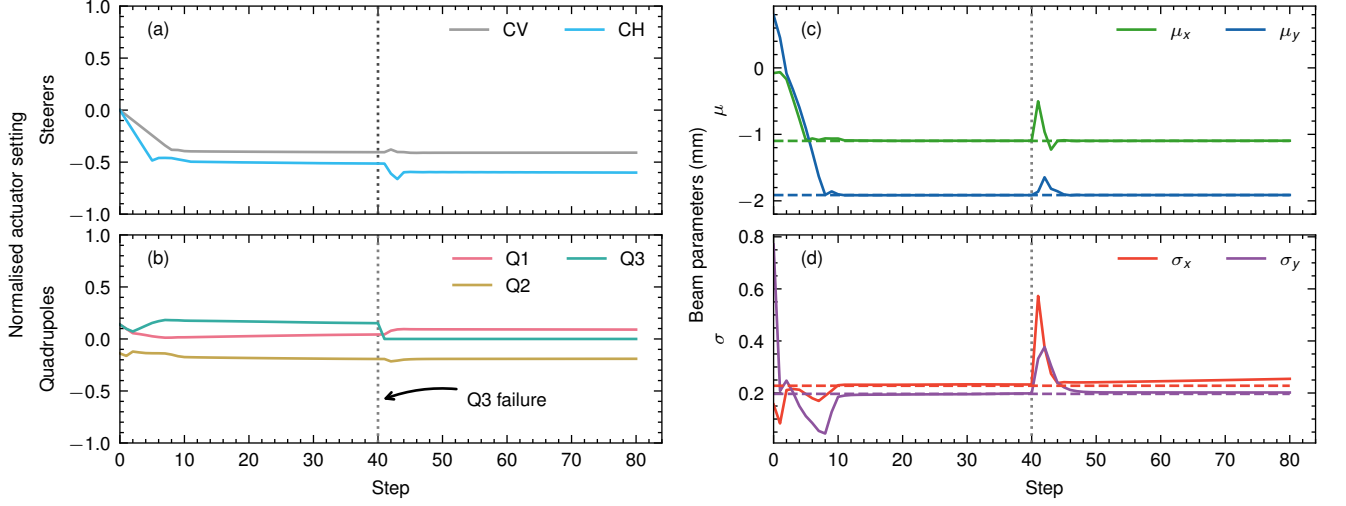 Normalised actuator setting
Steerers
1.0
0.5
0.0
−0.5
−1.0
(a)
CV
CH
Quadrupoles
1.0
0.5
0.0
−0.5
−1.0
(b)
Q1
Q3
Q2
Q3 failure
0 10 20 30 40 50 60 70 80
Step
Beam parameters (mm)
μ
0
−1
−2
(c)
μx
μy
σ
0.8
0.6
0.4
0.2
(d)
σx
σy
0 10 20 30 40 50 60 70 80
Step